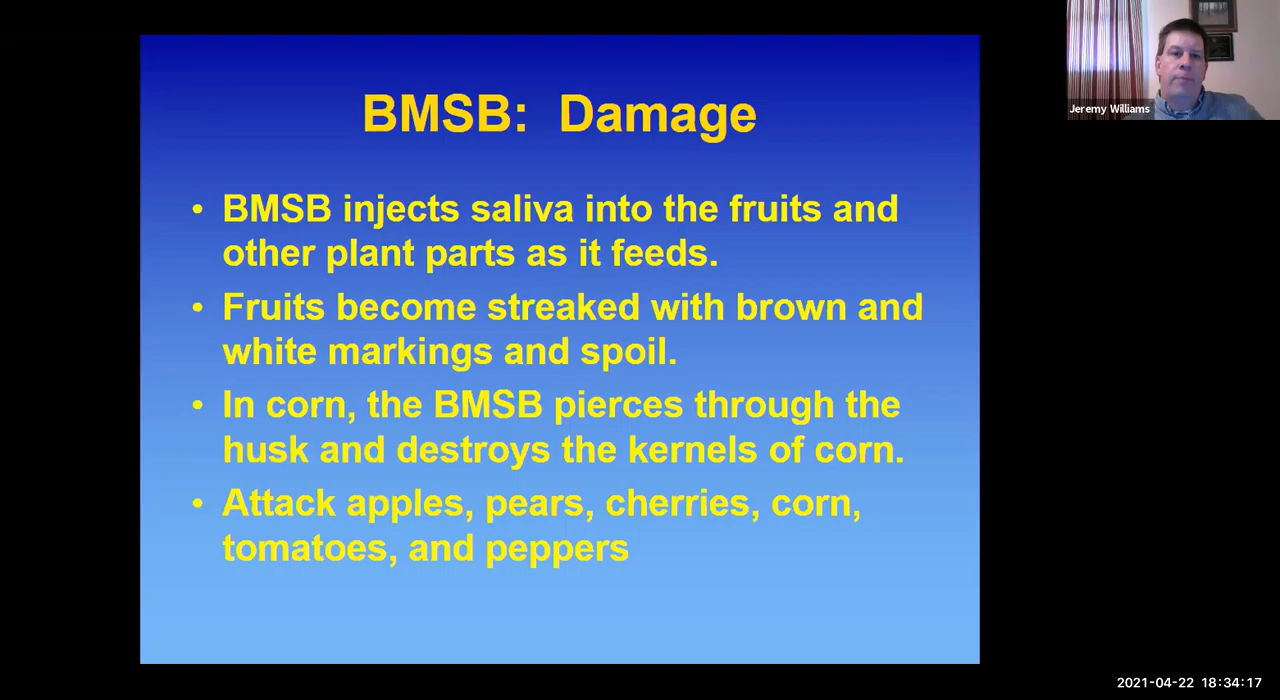 BMSB: Damage
• BMSB injects saliva into the fruits and
other plant parts as it feeds.
• Fruits become streaked with brown and
white markings and spoil.
• In corn, the BMSB pierces through the
husk and destroys the kernels of corn.
• Attack apples, pears, cherries, corn,
tomatoes, and peppers
Jeremy Williams
2021-04-22 18:34:17